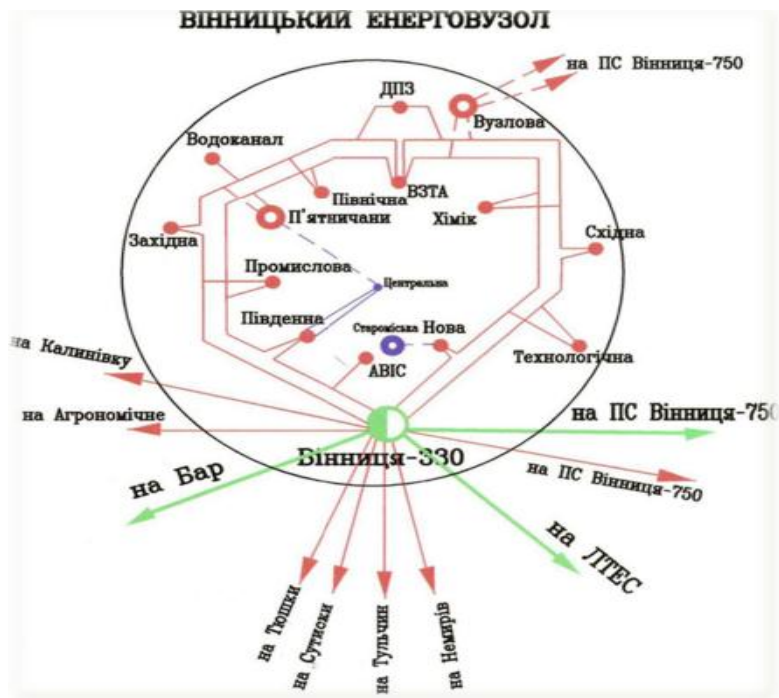 ВІННИЦЬКИЙ ЕНЕРГОВУЗОЛ
на ПС Вінниця-750
ДПЗ
Вузлова
Водоканал
Північна
ВЗТА
П'ятничани
Хімік
Західна
Східна
Промислова
Центральна
Південна
Староміська
Нова
на Калинівку
АВІС
Технологічна
на Агрономічне
на ПС Вінниця-750
Вінниця-330
на Бар
на ПС Вінниця-750
на ЛТЕС
на Тюшки
на Сутиски
на Тульчин
на Немирів